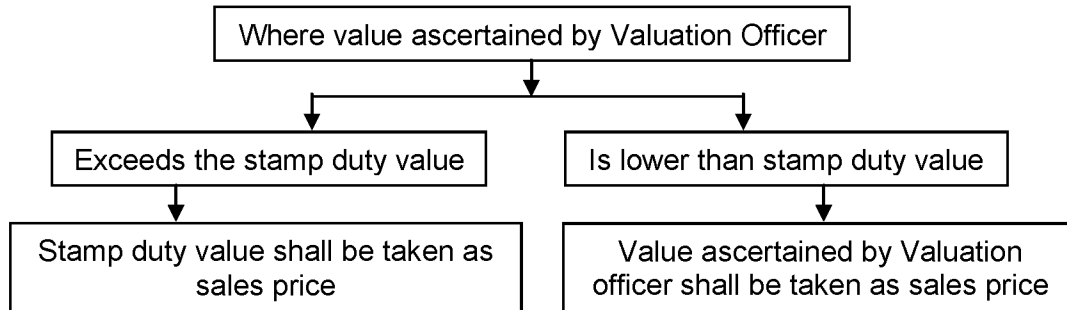 Where value ascertained by Valuation Officer
Exceeds the stamp duty value
Is lower than stamp duty value
Stamp duty value shall be taken as
sales price
Value ascertained by Valuation
officer shall be taken as sales price